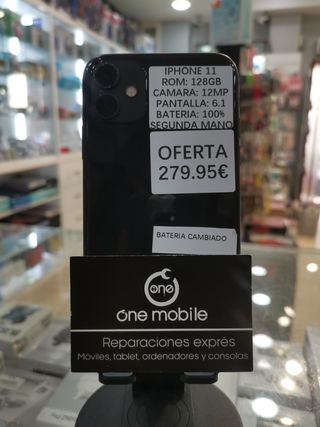 IPHONE 11
ROM: 128GB
CAMARA: 12MP
PANTALLA: 6.1
BATERIA: 100%
SEGUNDA MANO
OFERTA
279.95€
BATERIA CAMBIADO
one
óne mobile
Reparaciones exprés
Móviles, tablet, ordenadores y consolas